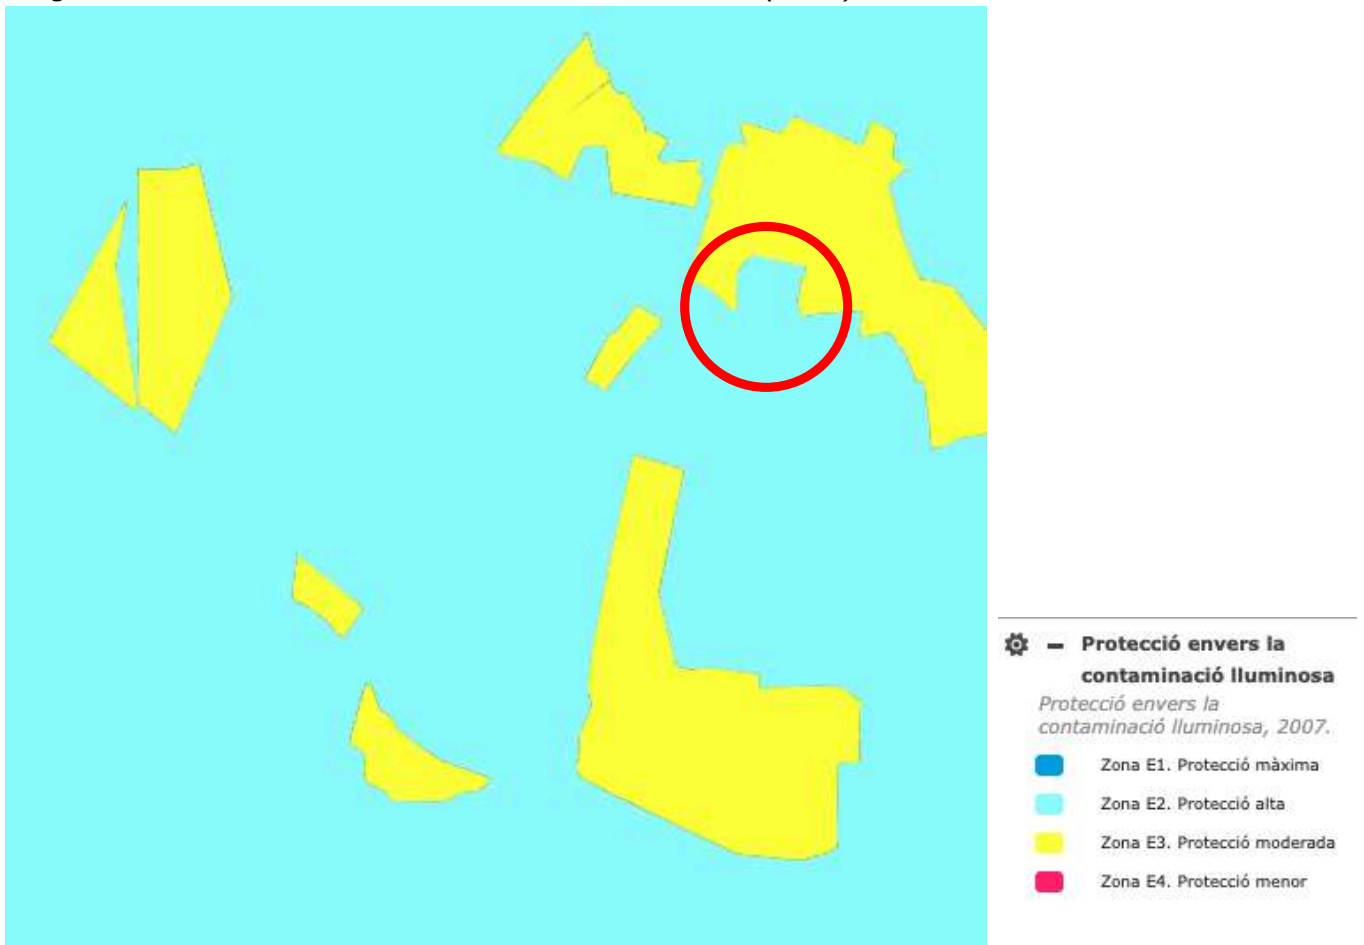 Protecció envers la
contaminació lluminosa
Protecció envers la
contaminació lluminosa, 2007.
Zona E1. Protecció màxima
Zona E2. Protecció alta
Zona E3. Protecció moderada
Zona E4. Protecció menor